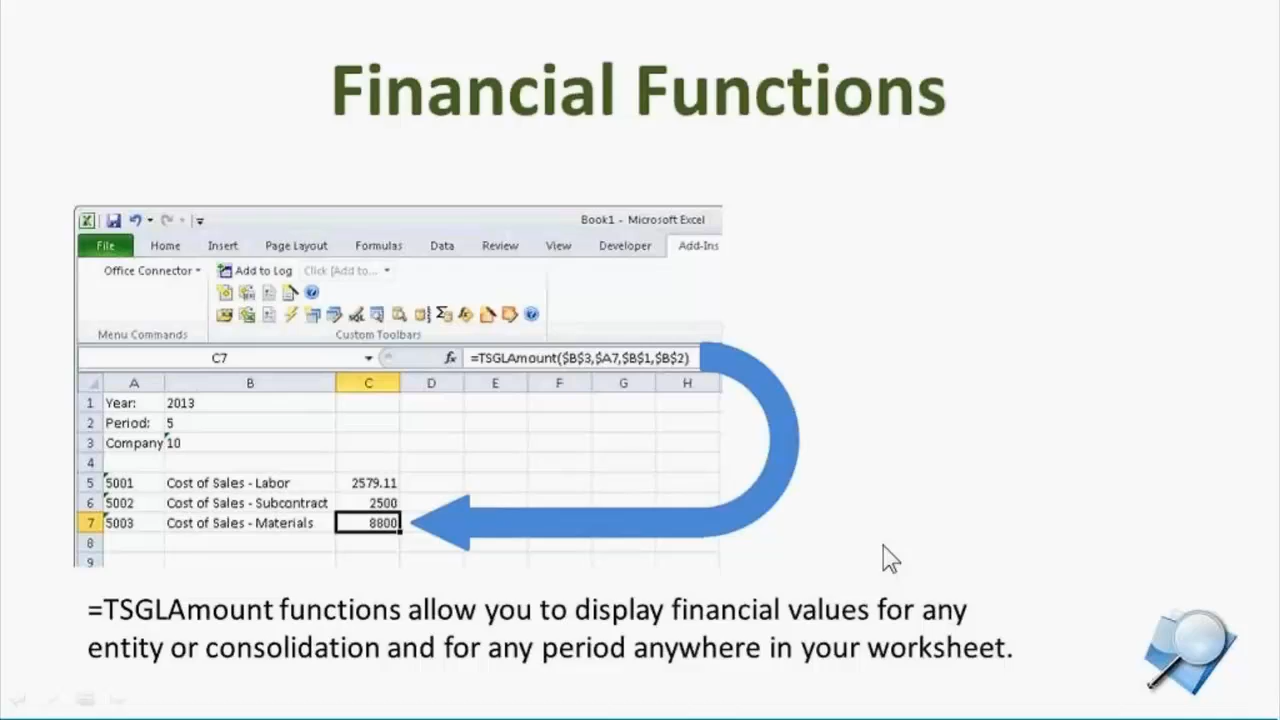 Financial Functions
Book1 - Microsoft Excel
File Home Insert Page Layout Formulas Data Review View Developer Add-Ins
Office Connector Add to Log Click [Add to...
Menu Commands Custom Toolbars
C7 fx =TSGLAmount($B$3,$A7,$B$1,$B$2)
A B C D E F G H
1 Year: 2013
2 Period: 5
3 Company 10
4
5 5001 Cost of Sales - Labor 2579.11
6 5002 Cost of Sales - Subcontract 2500
7 5003 Cost of Sales - Materials 8800
8
9
=TSGLAmount functions allow you to display financial values for any
entity or consolidation and for any period anywhere in your worksheet.